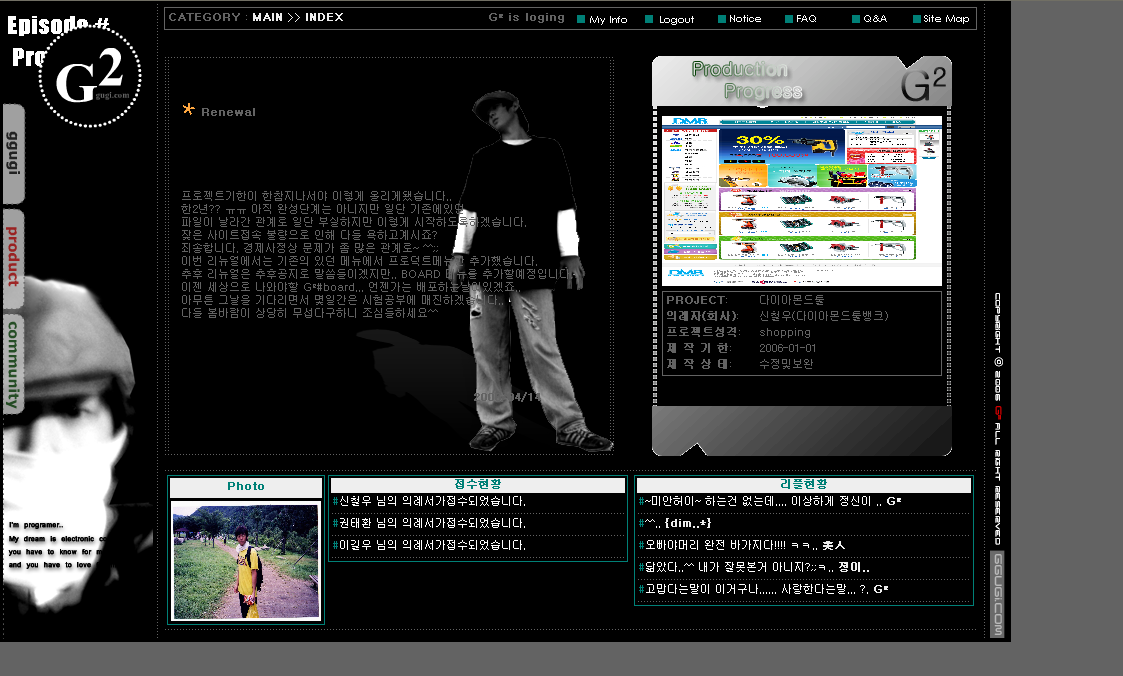 Episode #
Pro
G2
ggugi.com
CATEGORY : MAIN >> INDEX
G* is loging
My Info
Logout
Notice
FAQ
Q&A
Site Map
ggugi
product
community
Renewal
프로젝트기한이 한참지나서야 이렇게 올리게됐습니다..
한2년?? ㅠㅠ 아직 완성단계는 아니지만 일단 기존에있던
파일이 날라간 관계로 일단 부실하지만 이렇게 시작하도록하겠습니다.
잦은 사이트접속 불량으로 인해 다들 욕하고계시죠?
죄송합니다, 경제사정상 문제가 좀 많은 관계로~ ^^;;
이번 리뉴얼에서는 기존의 있던 메뉴에서 프로덕트메뉴를 추가했습니다.
추후 리뉴얼은 추후공지로 말씀들이겠지만.. BOARD 메뉴를 추가할예정입니다.
이젠 세상으로 나와야할 G*#board... 언젠가는 배포하는날이있겠죠..
아무튼 그날을 기다리면서 몇일간은 시험공부에 매진하겠습니다..
다들 봄바람이 상당히 무섭다구하니 조심들하세요^^
Production
Progress
G2
DMB
30%
PROJECT: 다이아몬드툴
의뢰자(회사): 신철우(다이아몬드툴뱅크)
프로젝트성격: shopping
제 작 기 한: 2006-01-01
제 작 상 태: 수정및보완
Photo
접수현황
#신철우 님의 의뢰서가접수되었습니다.
#권태환 님의 의뢰서가접수되었습니다.
#이길우 님의 의뢰서가접수되었습니다.
리플현황
#~미안허이~ 하는건 없는데.... 이상하게 정신이 .. G*
#^^.. {dim..*}
#오빠야머리 완전 바가지다!!!! ㅋㅋ.. 美人
#닮았다..^^ 내가 잘못본거 아니지?;;ㅋ.. 정이..
#고맙다는말이 이거구나...... 사랑한다는말... ?. G*
I'm programer..
My dream is electronic
you have to know for
and you have to love
COPYRIGHT @ 2005 G* ALL RIGHT RESERVED
GGUGI.COM